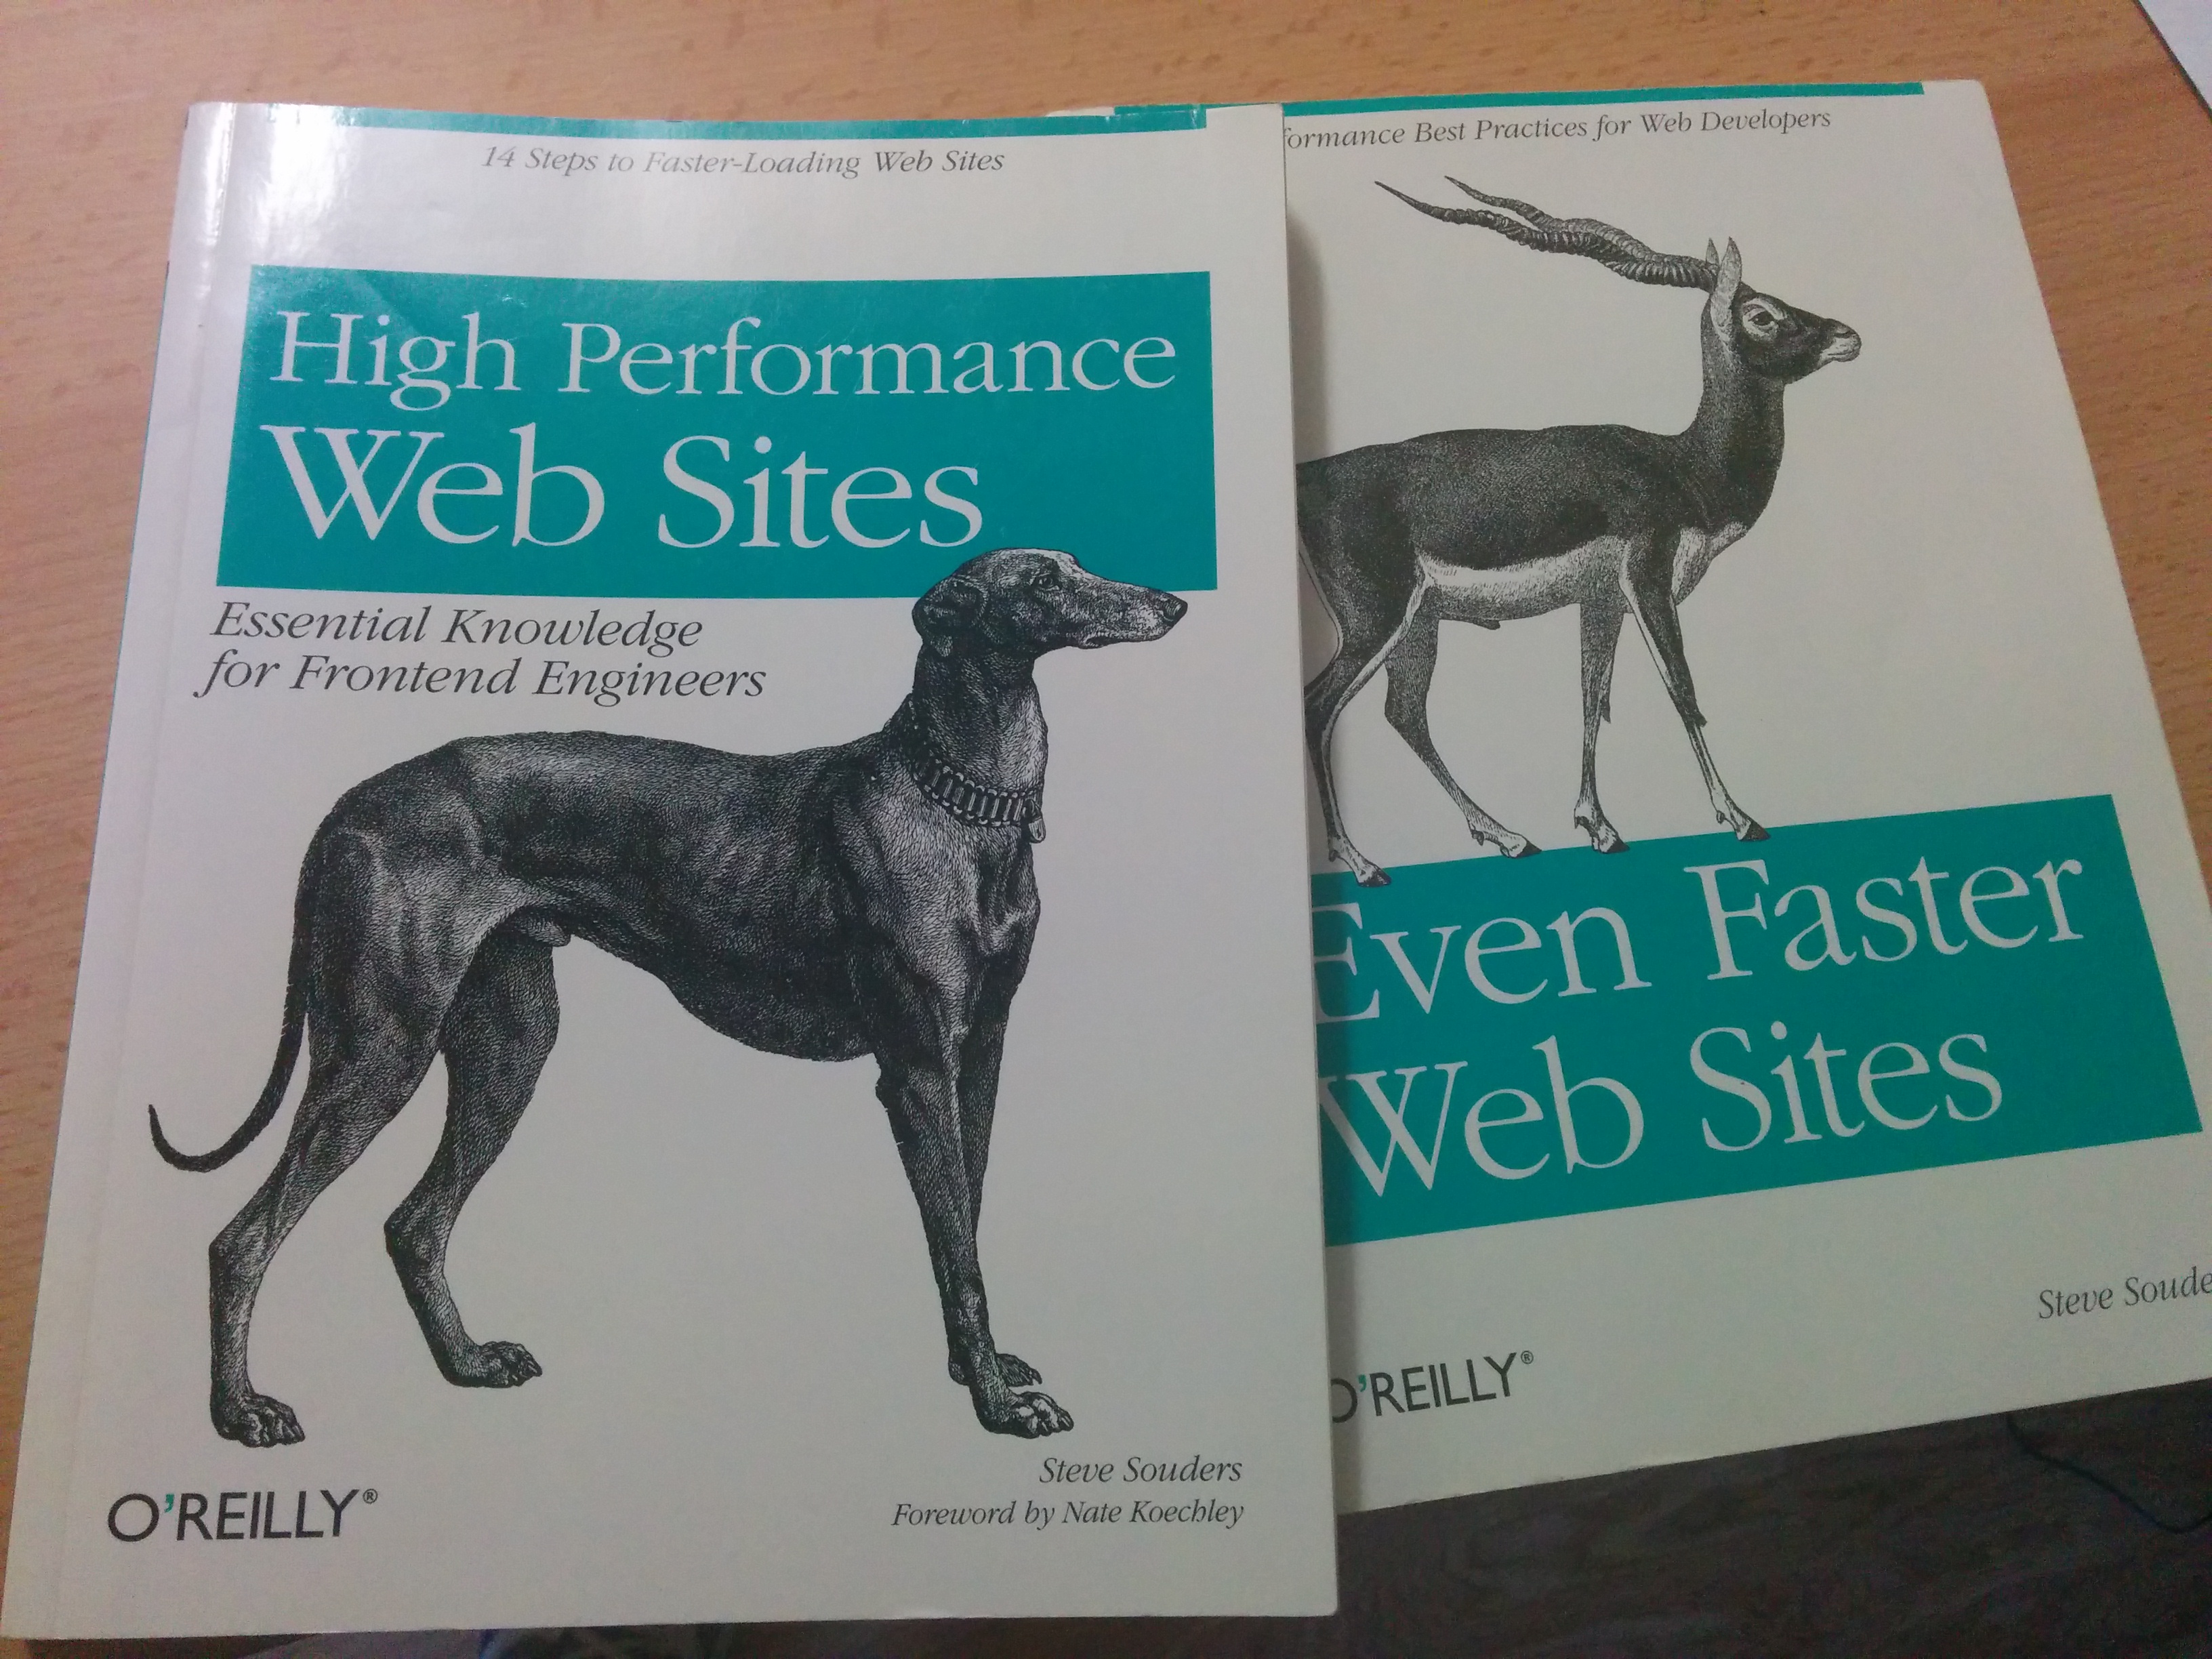 14 Steps to Faster-Loading Web Sites
High Performance
Web Sites
Essential Knowledge
for Frontend Engineers
O'REILLY®
Steve Souders
Foreword by Nate Koechley
formance Best Practices for Web Developers
Even Faster
Web Sites
Steve Soude
O'REILLY®